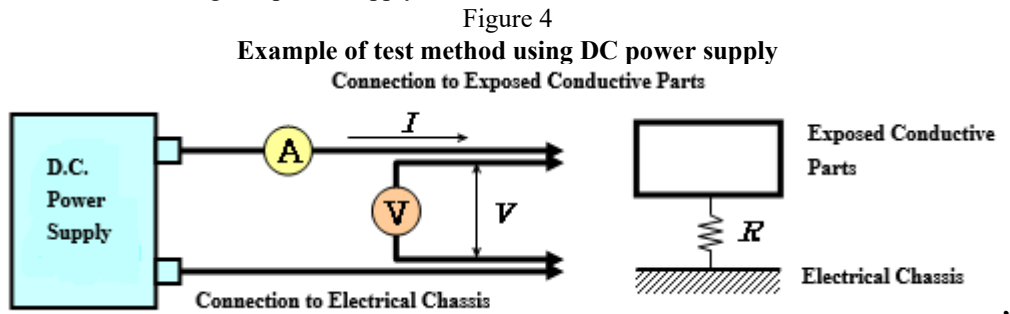 Figure 4
Example of test method using DC power supply
Connection to Exposed Conductive Parts
I
A
D.C.
Power
Supply
V
V
Connection to Electrical Chassis
Exposed Conductive
Parts
R
Electrical Chassis